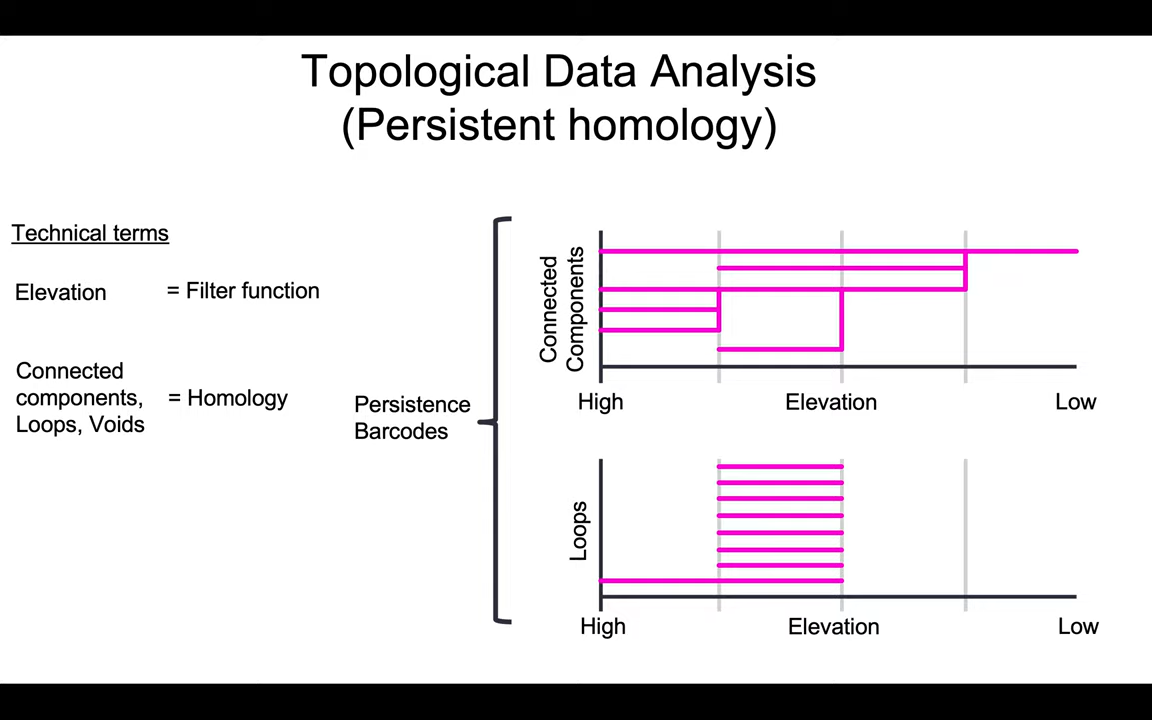 Topological Data Analysis
(Persistent homology)
Technical terms
Elevation = Filter function
Connected
components, = Homology
Loops, Voids
Persistence
Barcodes
Connected
Components
High Elevation Low
Loops
High Elevation Low